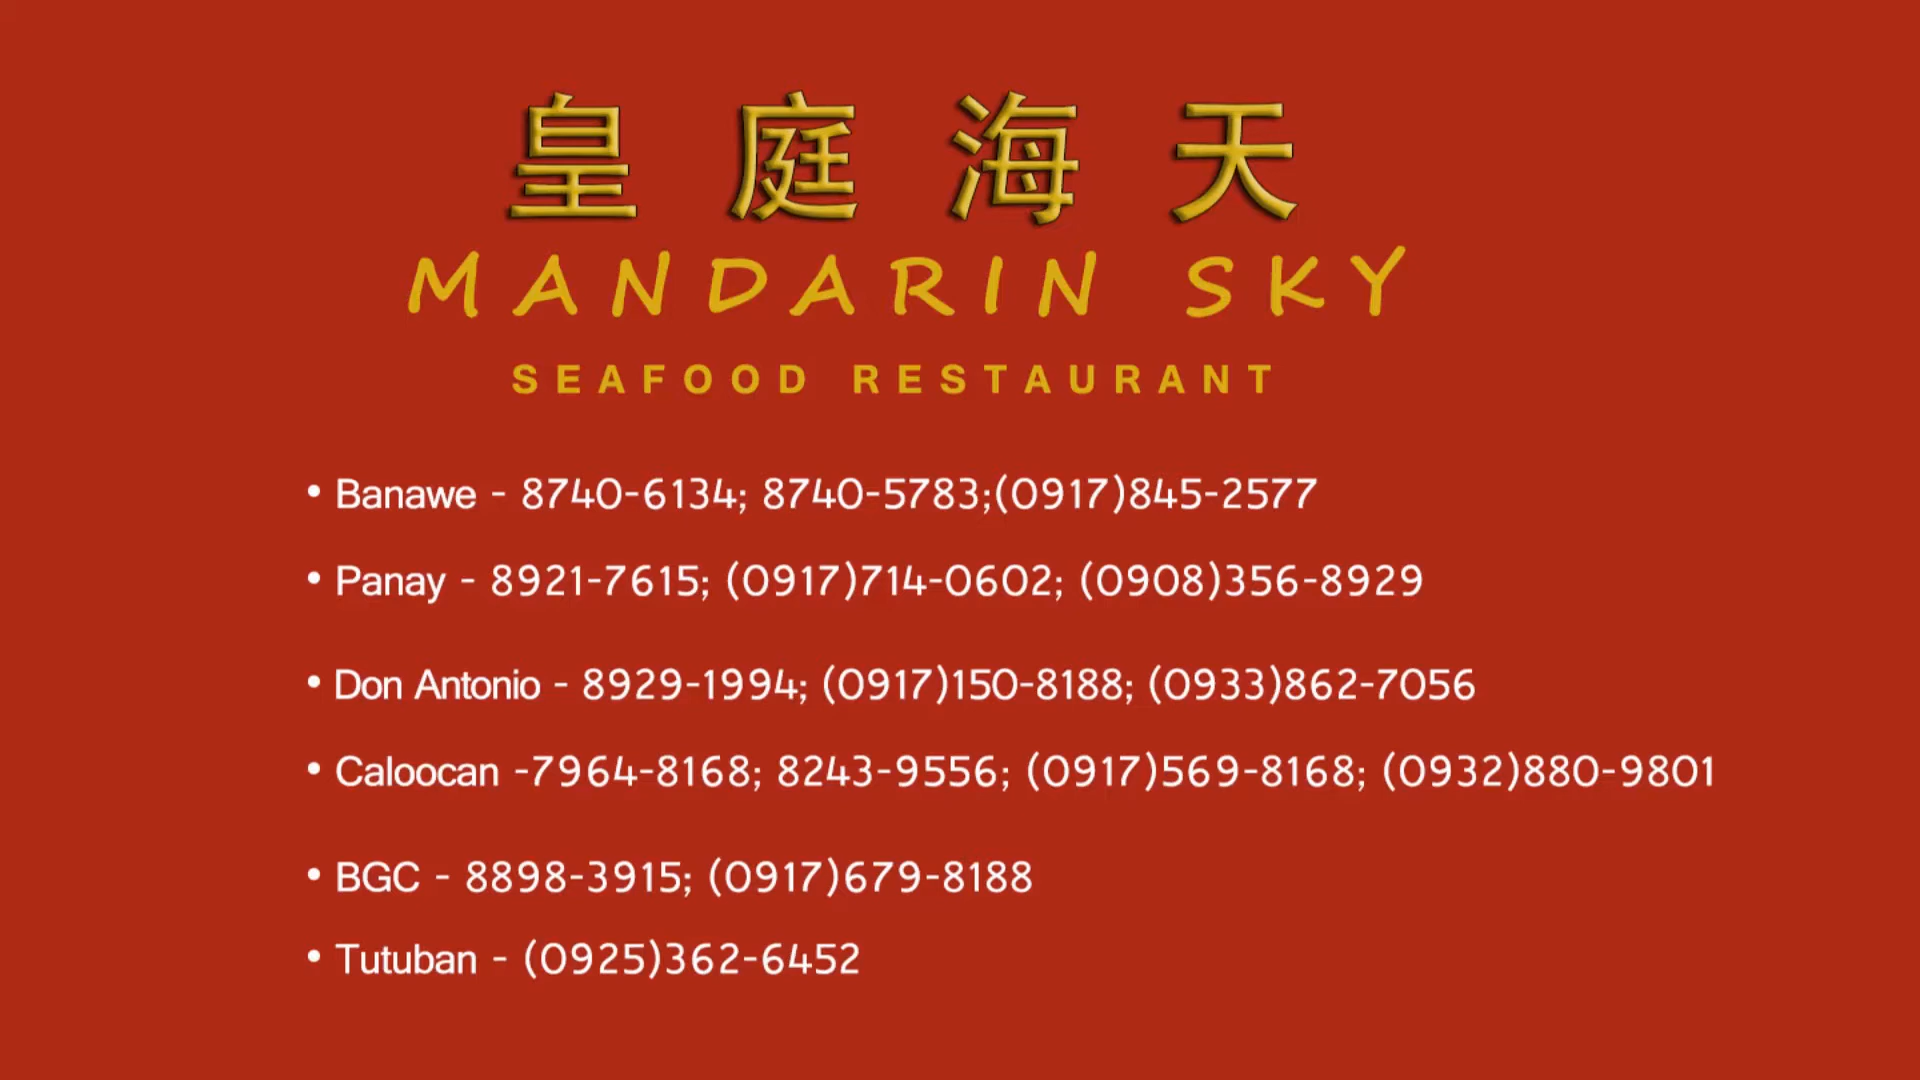 皇庭海天
MANDARIN SKY
SEAFOOD RESTAURANT
• Banawe - 8740-6134; 8740-5783;(0917)845-2577
• Panay - 8921-7615; (0917)714-0602; (0908)356-8929
• Don Antonio - 8929-1994; (0917)150-8188; (0933)862-7056
• Caloocan -7964-8168; 8243-9556; (0917)569-8168; (0932)880-9801
• BGC - 8898-3915; (0917)679-8188
• Tutuban - (0925)362-6452